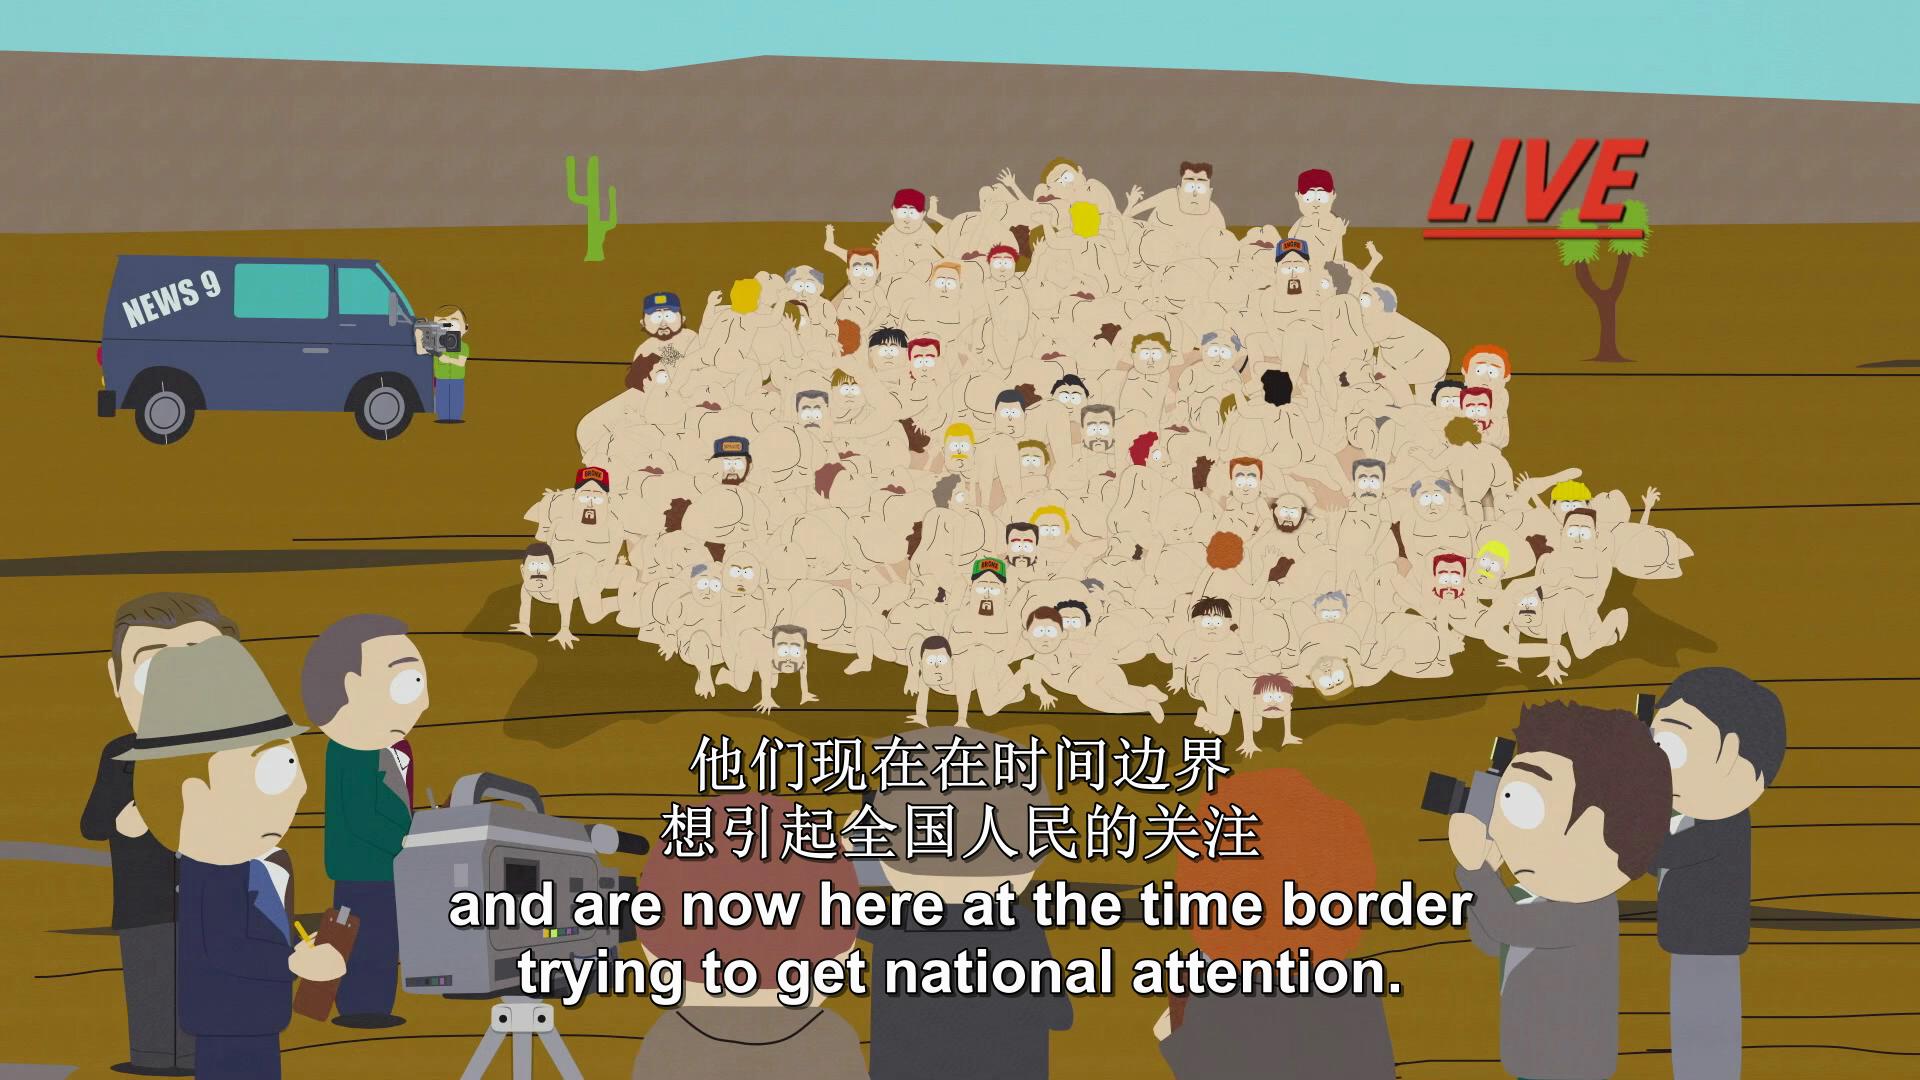 LIVE
NEWS 9
BRONX
他们现在在时间边界
想引起全国人民的关注
and are now here at the time border
trying to get national attention.